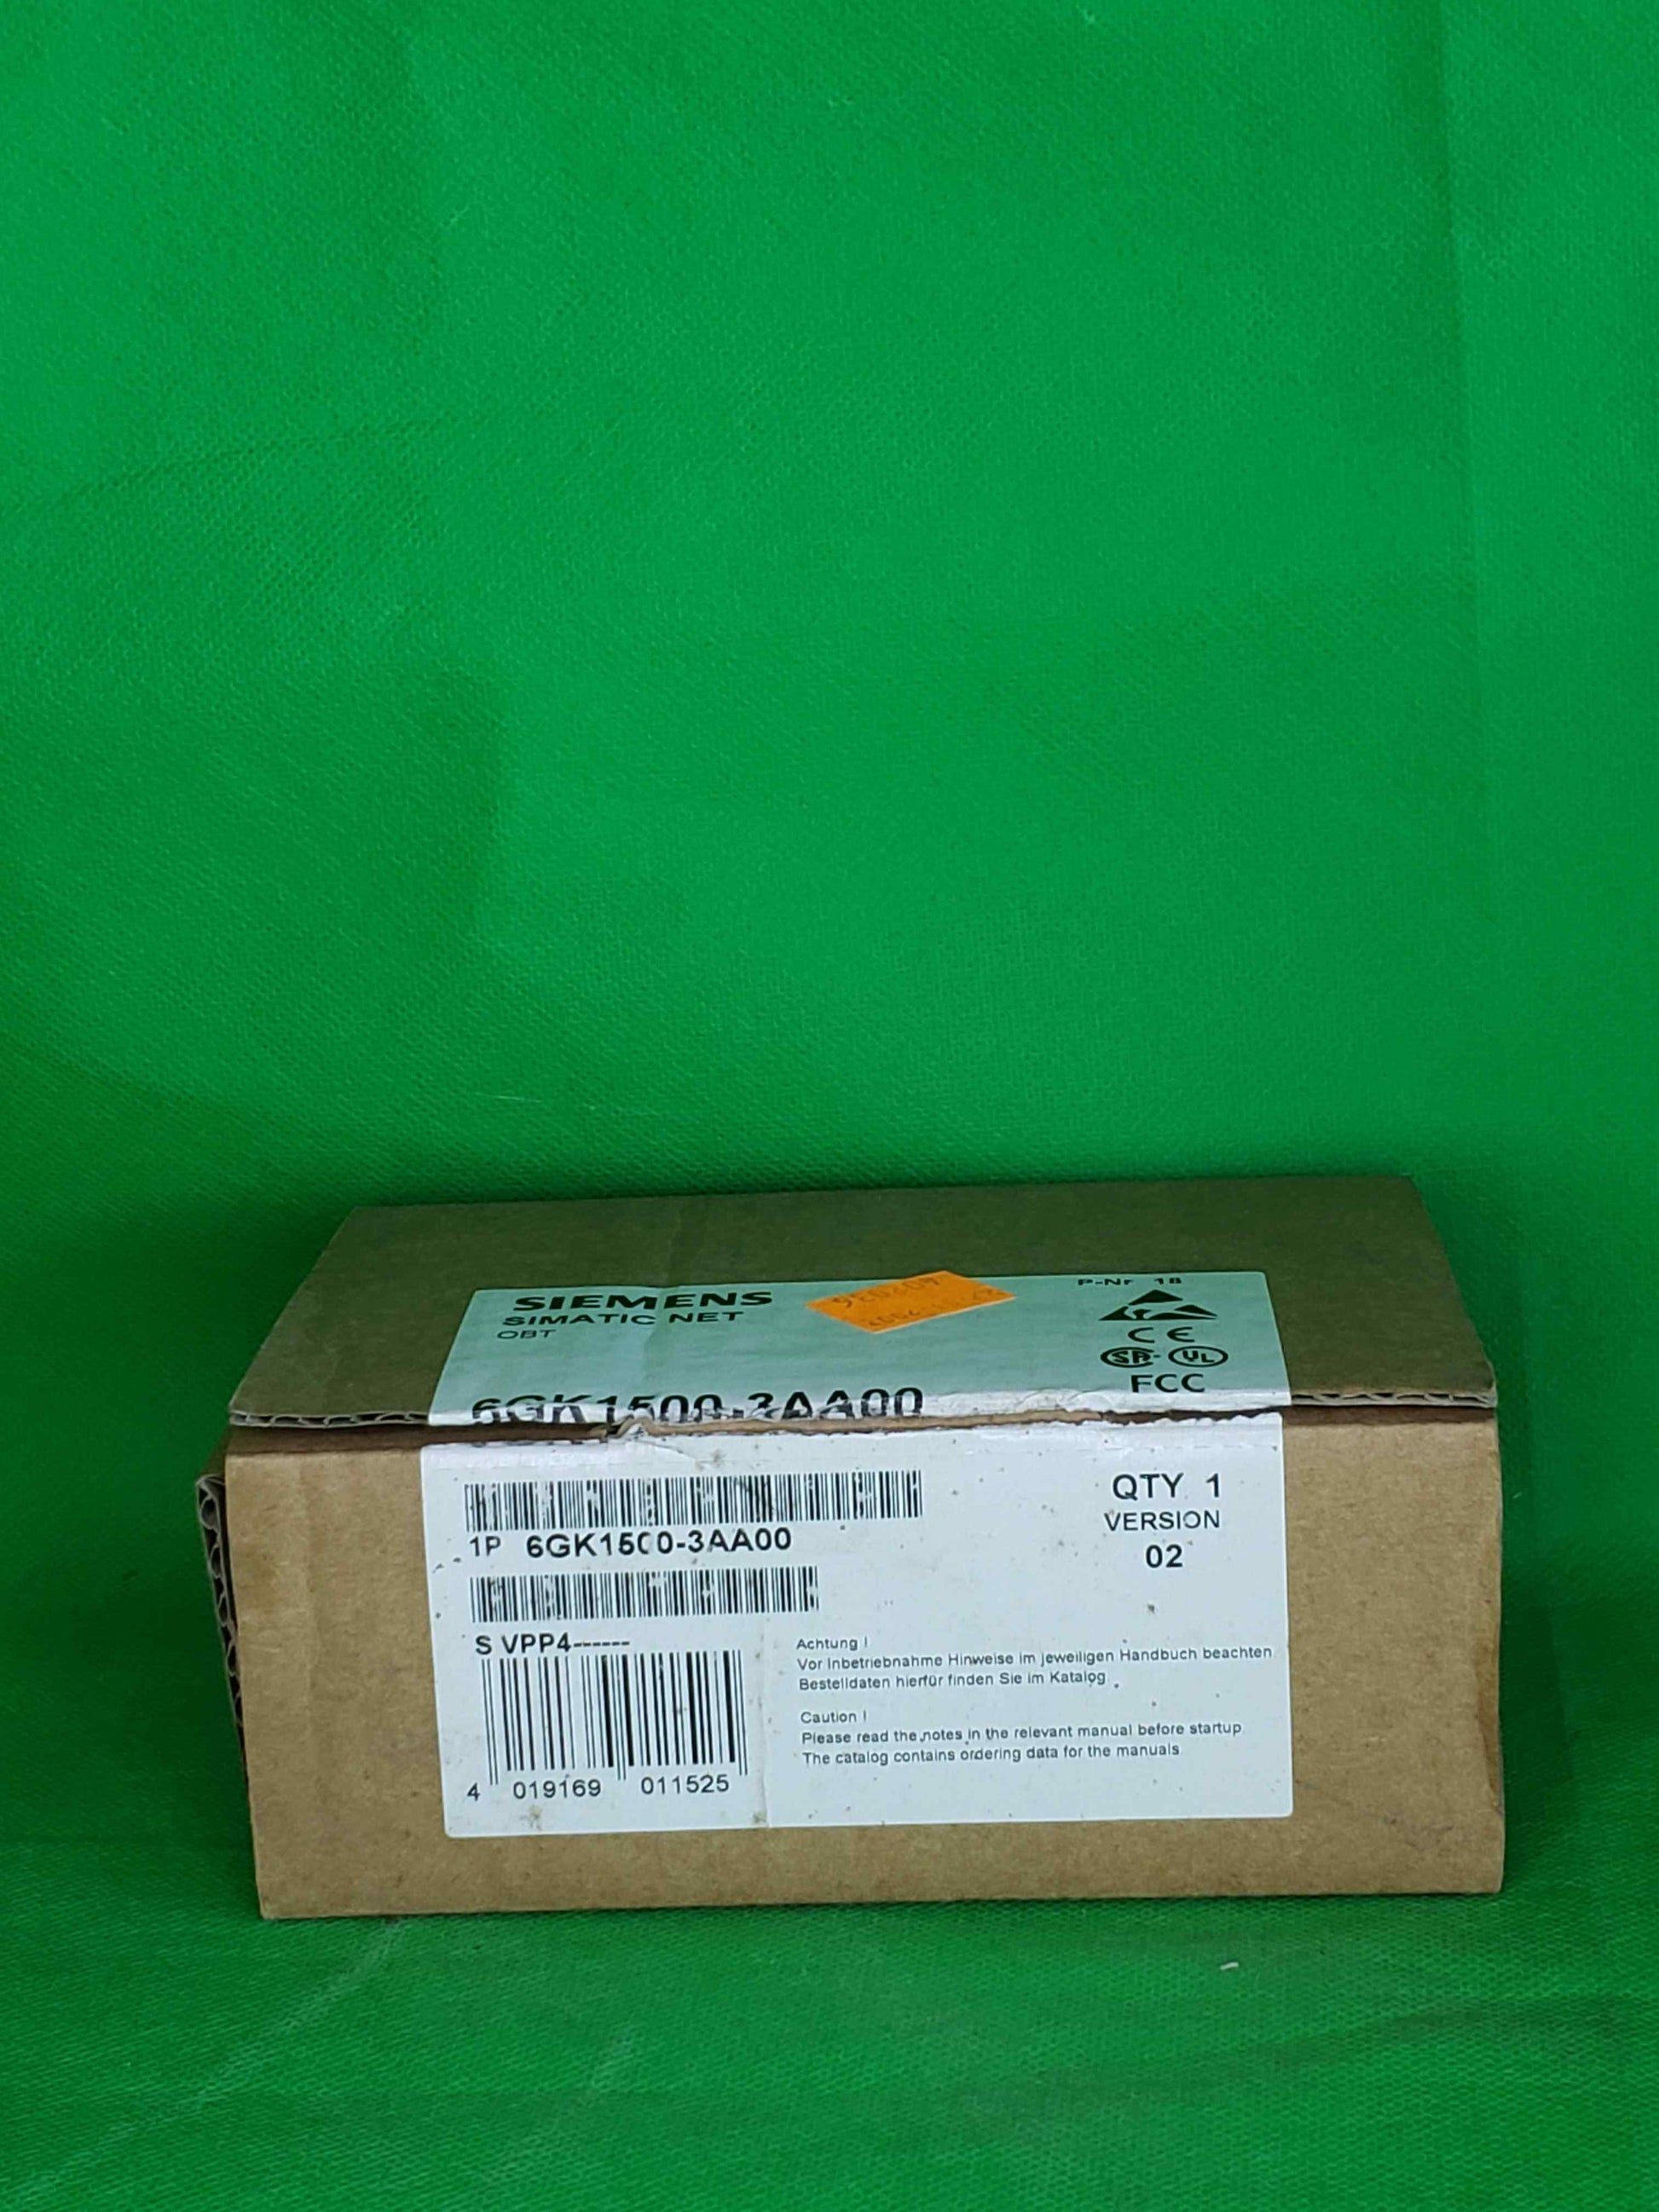 SIEMENS
SIMATIC NET
OBT
P-Nr 18
CE
SA UL
FCC
6GK1500-3AA00
1P 6GK1500-3AA00
QTY 1
VERSION
02
S VPP4------
4 019169 011525
Achtung !
Vor Inbetriebnahme Hinweise im jeweiligen Handbuch beachten
Bestelldaten hierfür finden Sie im Katalog
Caution !
Please read the notes in the relevant manual before startup
The catalog contains ordering data for the manuals